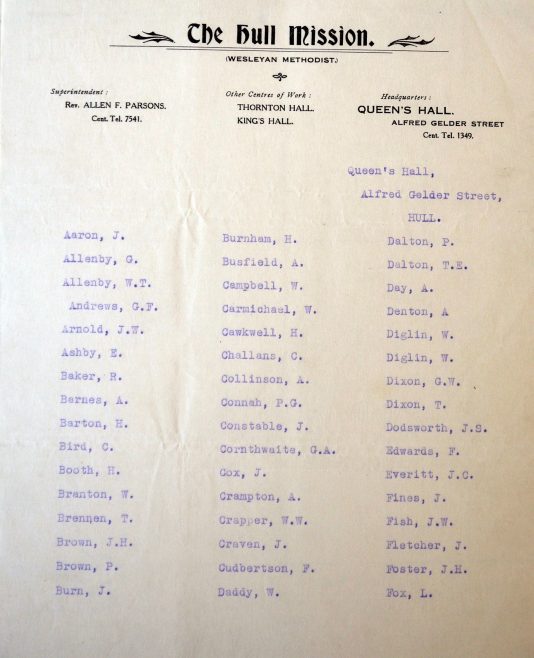 The Hull Mission.
(WESLEYAN METHODIST.)
Superintendent :
Rev. ALLEN F. PARSONS.
Cent. Tel. 7541.
Other Centres of Work :
THORNTON HALL.
KING'S HALL.
Headquarters :
QUEEN'S HALL.
ALFRED GELDER STREET
Cent. Tel. 1349.
Queen's Hall,
Alfred Gelder Street,
HULL.
Aaron, J.
Allenby, G.
Allenby, W.T.
Andrews, G.F.
Arnold, J.W.
Ashby, E.
Baker, R.
Barnes, A.
Barton, H.
Bird, C.
Booth, H.
Branton, W.
Brennen, T.
Brown, J.H.
Brown, P.
Burn, J.
Burnham, H.
Busfield, A.
Campbell, W.
Carmichael, W.
Cawkwell, H.
Challans, C.
Collinson, A.
Connah, P.G.
Constable, J.
Cornthwaite, G.A.
Cox, J.
Crampton, A.
Crapper, W.W.
Craven, J.
Cudbertson, F.
Daddy, W.
Dalton, P.
Dalton, T.E.
Day, A.
Denton, A
Diglin, W.
Diglin, W.
Dixon, G.W.
Dixon, T.
Dodsworth, J.S.
Edwards, F.
Everitt, J.C.
Fines, J.
Fish, J.W.
Fletcher, J.
Foster, J.H.
Fox, L.